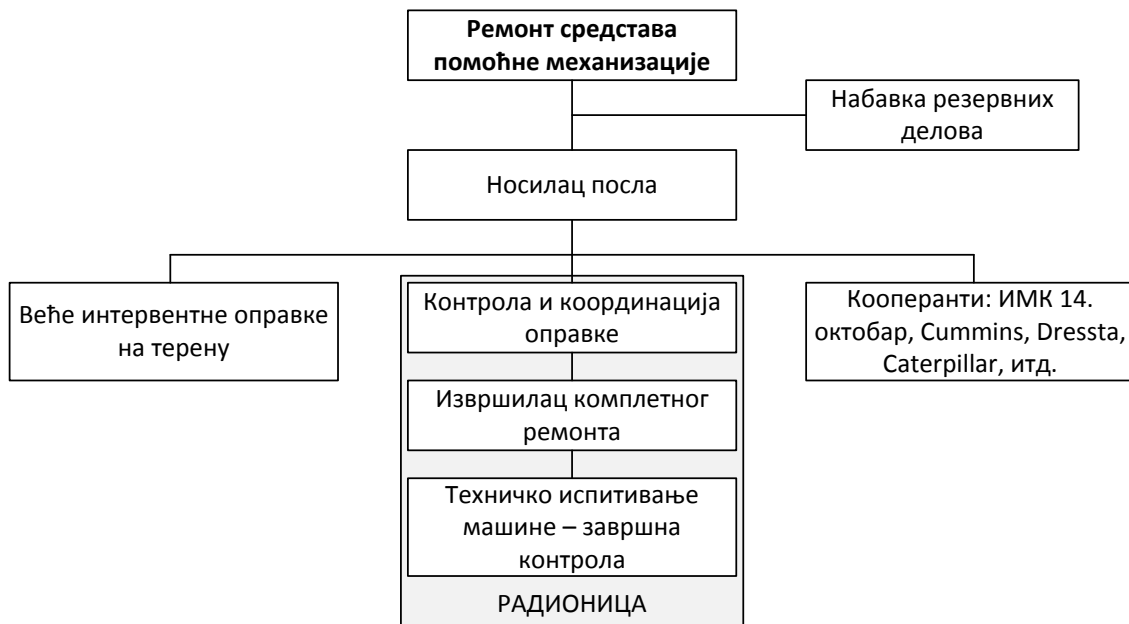 Ремонт средстава
помоћне механизације
Набавка резервних
делова
Носилац посла
Веће интервентне оправке
на терену
Контрола и координација
оправке
Кооперанти: ИМК 14.
октобар, Cummins, Dressta,
Caterpillar, итд.
Извршилац комплетног
ремонта
Техничко испитивање
машине – завршна
контрола
РАДИОНИЦА